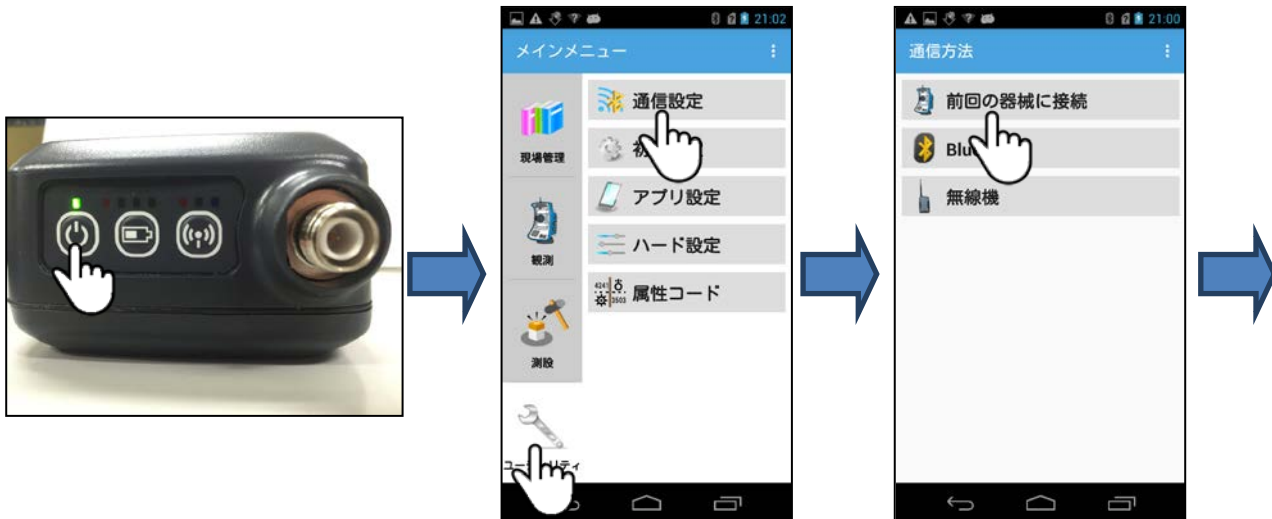 21:02
メインメニュー
現場管理
観測
測設
通信設定
アプリ設定
ハード設定
4241
3503
属性コード
21:00
通信方法
前回の器械に接続
無線機